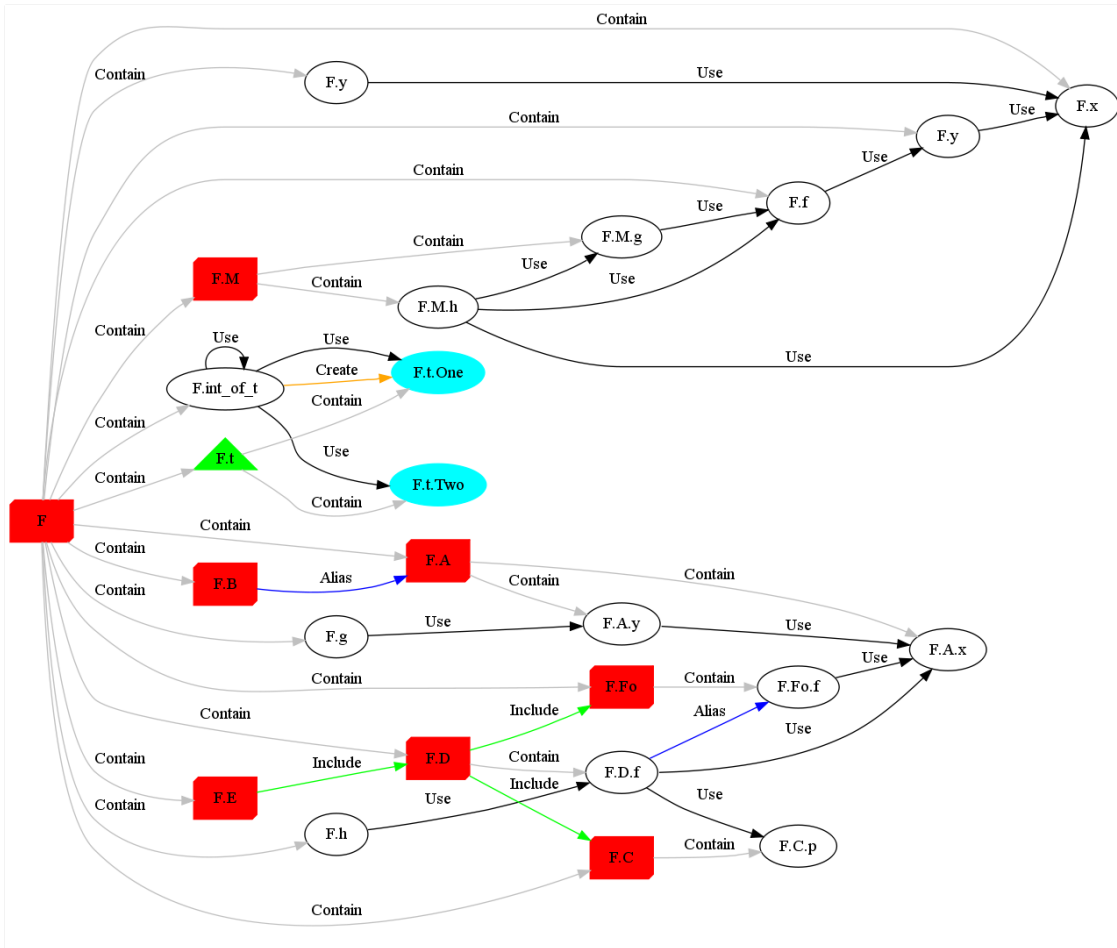 Contain
Contain
F.y
Use
F.x
Contain
Use
F.y
Contain
Use
F.f
Use
Contain
F.M.g
F.M
Contain
Use
Use
Contain
F.M.h
Use
Use
Use
F.t.One
Create
F.int_of_t
Contain
Contain
Contain
F.t
Use
F.t.Two
Contain
F
Contain
F.A
Contain
Contain
Alias
F.B
Contain
Contain
F.A.y
Use
Use
F.g
F.A.x
Use
Contain
F.Fo
Contain
F.Fo.f
Alias
Include
Contain
Use
F.D
Contain
F.D.f
Contain
Include
Include
F.E
Use
Use
Contain
F.h
F.C
Contain
F.C.p
Contain